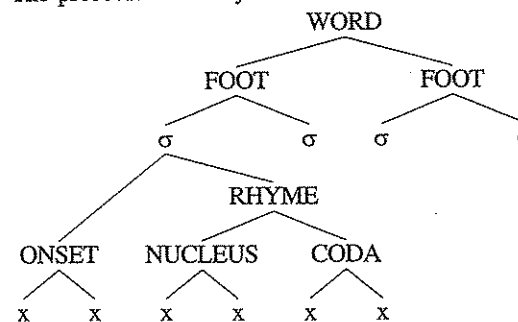 WORD
FOOT FOOT
σ σ σ
RHYME
ONSET NUCLEUS CODA
x x x x x x